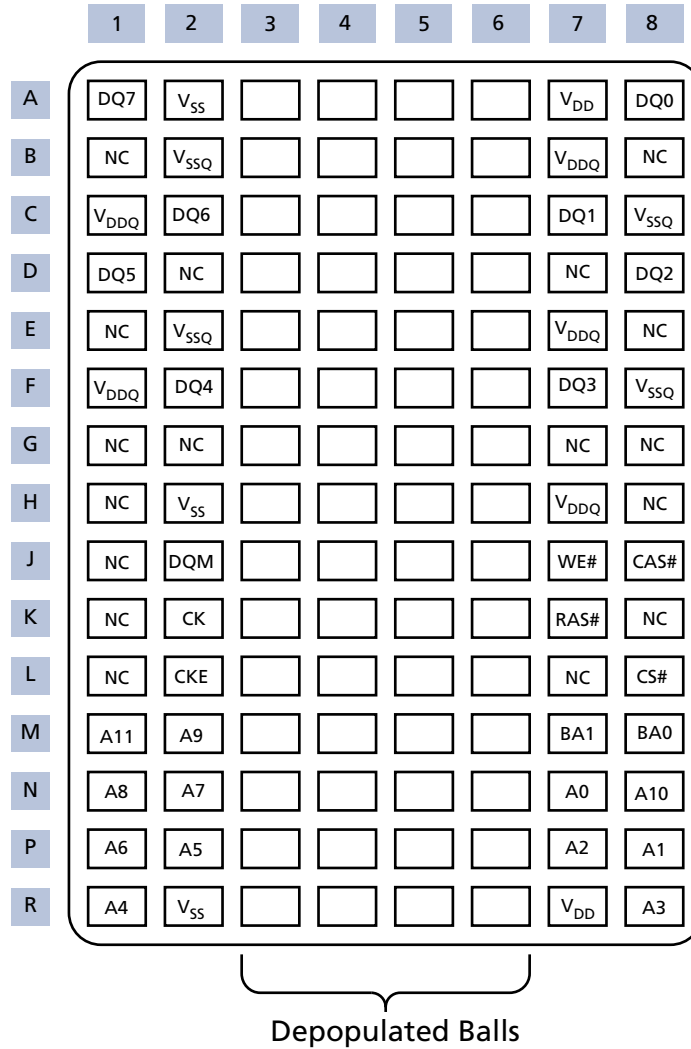 1 2 3 4 5 6 7 8
A DQ7 VSS VDD DQ0
B NC VSSQ VDDQ NC
C VDDQ DQ6 DQ1 VSSQ
D DQ5 NC NC DQ2
E NC VSSQ VDDQ NC
F VDDQ DQ4 DQ3 VSSQ
G NC NC NC NC
H NC VSS VDDQ NC
J NC DQM WE# CAS#
K NC CK RAS# NC
L NC CKE NC CS#
M A11 A9 BA1 BA0
N A8 A7 A0 A10
P A6 A5 A2 A1
R A4 VSS VDD A3
Depopulated Balls